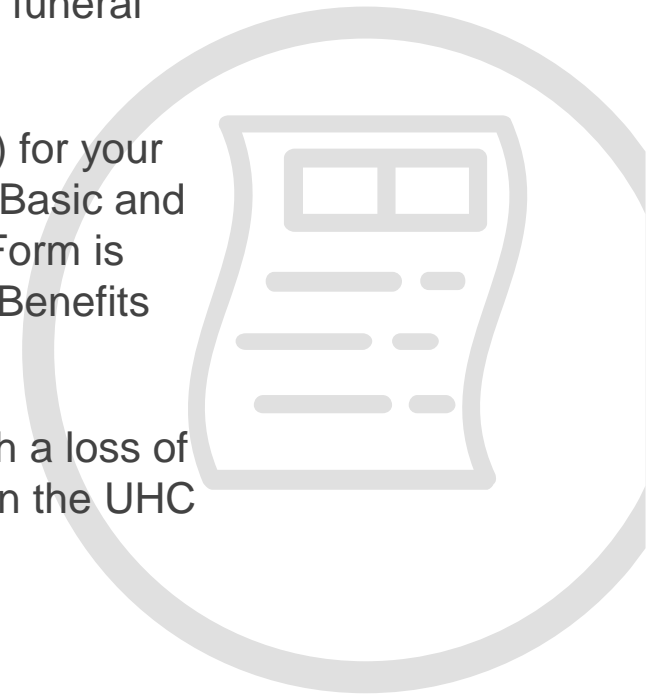 funeral
) for your
Basic and
Form is
Benefits
h a loss of
n the UHC